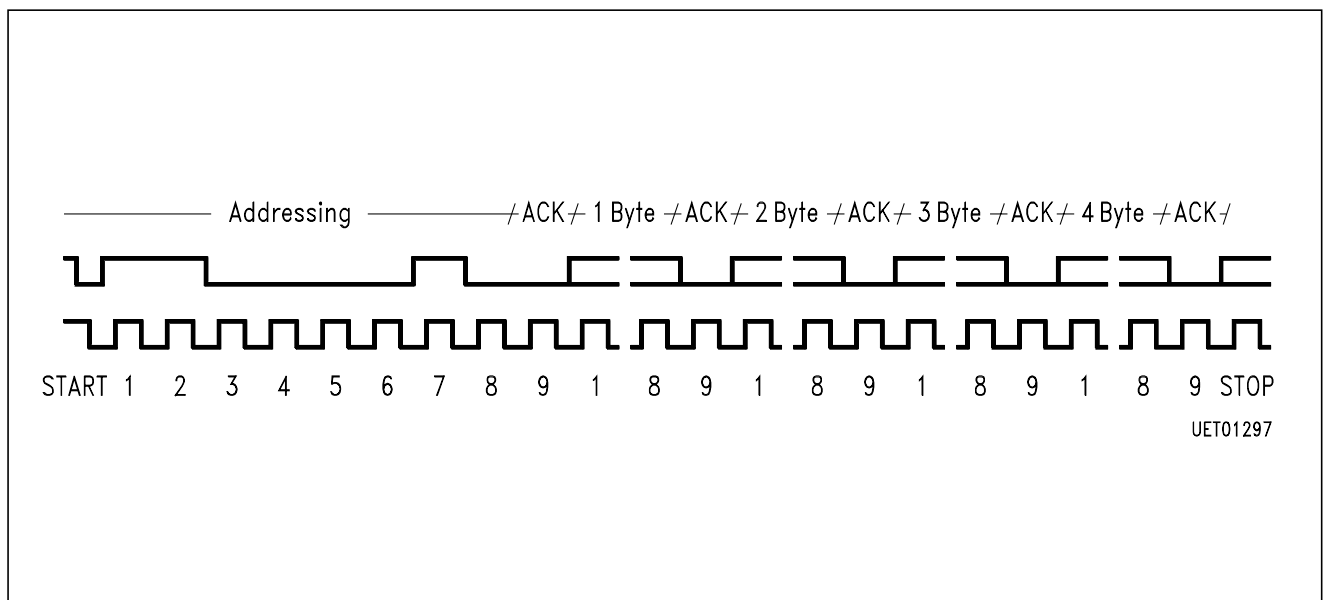 Addressing ACK 1 Byte ACK 2 Byte ACK 3 Byte ACK 4 Byte ACK
START 1 2 3 4 5 6 7 8 9 1 8 9 1 8 9 1 8 9 1 8 9 STOP
UET01297